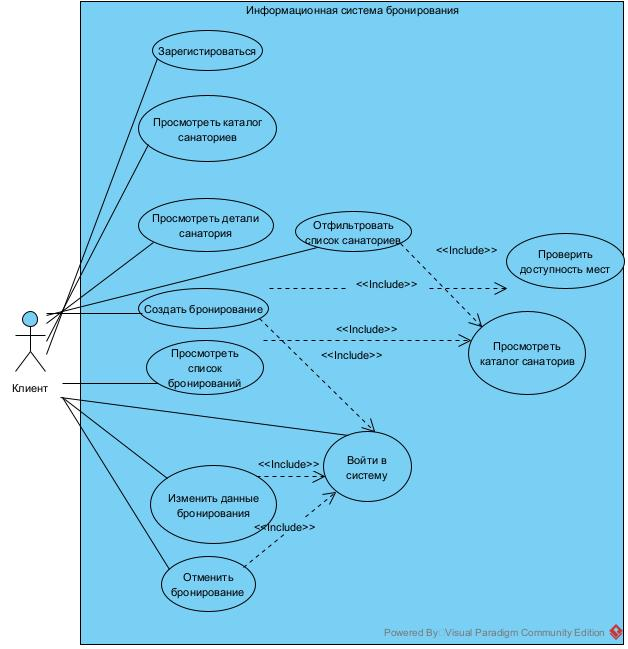 Информационная система бронирования
Зарегистироваться
Просмотреть каталог
санаториев
Просмотреть детали
санатория
Отфильтровать
список санаториев
<<Include>>
Проверить
доступность мест
<<Include>>
Создать бронирование
<<Include>>
Просмотреть
каталог санаторив
Просмотреть
список
бронирований
<<Include>>
Клиент
Войти в
систему
<<Include>>
Изменить данные
бронирования
<<Include>>
Отменить
бронирование
Powered By: Visual Paradigm Community Edition